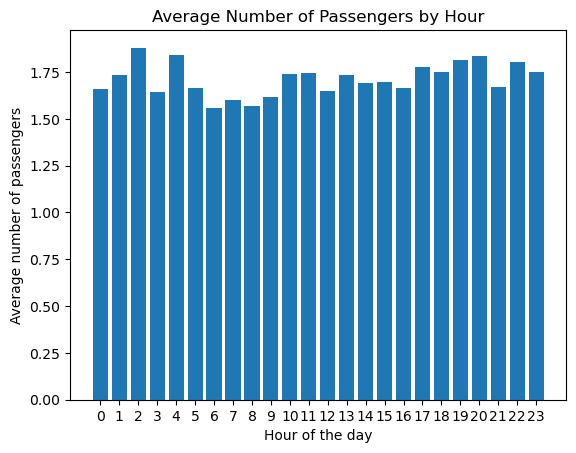 Average Number of Passengers by Hour
Average number of passengers
1.75
1.50
1.25
1.00
0.75
0.50
0.25
0.00
0 1 2 3 4 5 6 7 8 9 10 11 12 13 14 15 16 17 18 19 20 21 22 23
Hour of the day